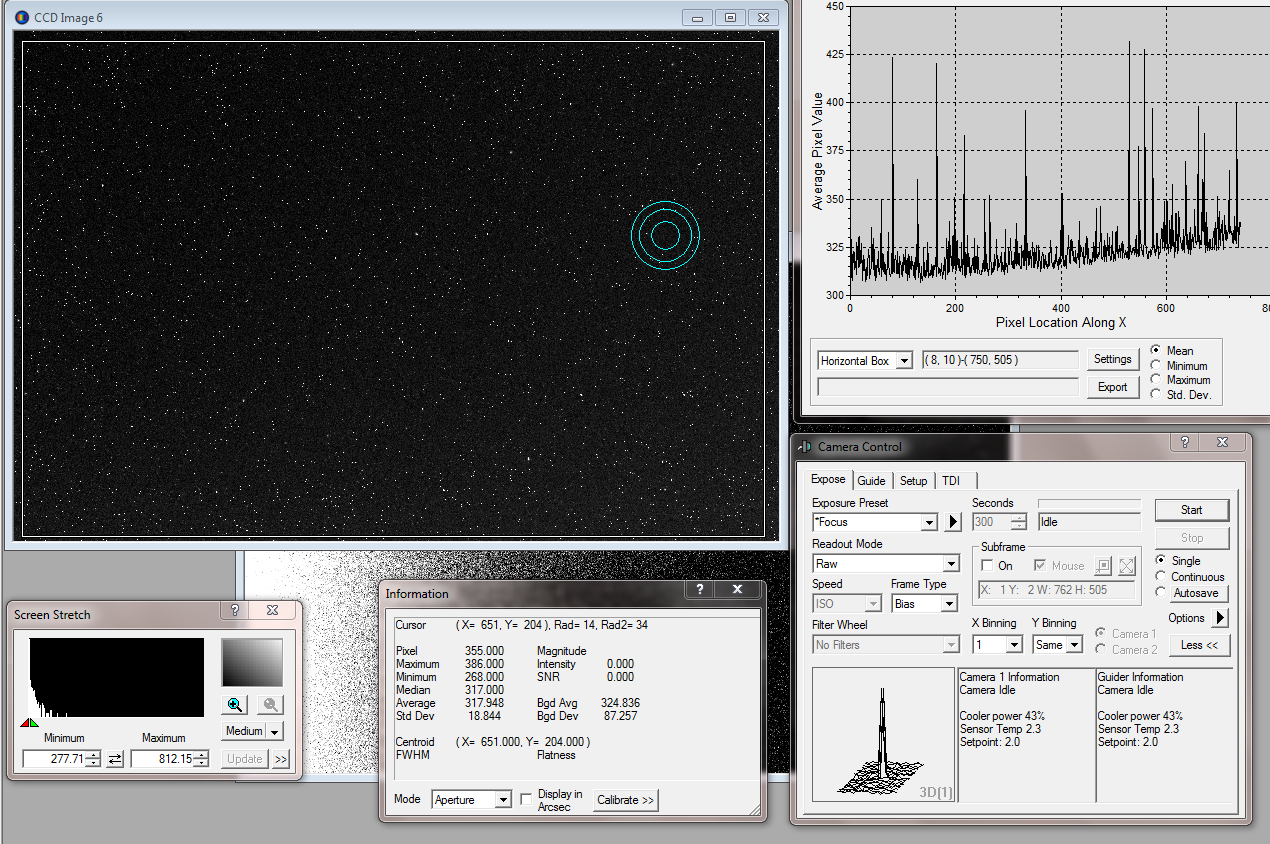 CCD Image 6
450
425
400
375
350
325
300
Average Pixel Value
0 200 400 600 80
Pixel Location Along X
Horizontal Box ( 8, 10 )-( 750, 505 ) Settings
Export
Mean
Minimum
Maximum
Std. Dev.
Camera Control
Expose Guide Setup TDI
Exposure Preset Seconds
*Focus 300 Idle Start
Readout Mode Stop
Raw
Subframe
On Mouse
X: 1 Y: 2 W: 762 H: 505
Single
Continuous
Autosave
Speed Frame Type
ISO Bias
Options
Filter Wheel X Binning Y Binning
No Filters 1 Same
Camera 1
Camera 2
Less <<
3D(1)
Camera 1 Information
Camera Idle
Cooler power 43%
Sensor Temp 2.3
Setpoint: 2.0
Guider Information
Camera Idle
Cooler power 43%
Sensor Temp 2.3
Setpoint: 2.0
Screen Stretch
Medium
Minimum Maximum
277.71 812.15 Update >>
Information
Cursor ( X= 651, Y= 204 ), Rad= 14, Rad2= 34
Pixel 355.000 Magnitude
Maximum 386.000 Intensity 0.000
Minimum 268.000 SNR 0.000
Median 317.000
Average 317.948 Bgd Avg 324.836
Std Dev 18.844 Bgd Dev 87.257
Centroid ( X= 651.000, Y= 204.000 )
FWHM Flatness
Mode Aperture Display in
Arcsec
Calibrate >>